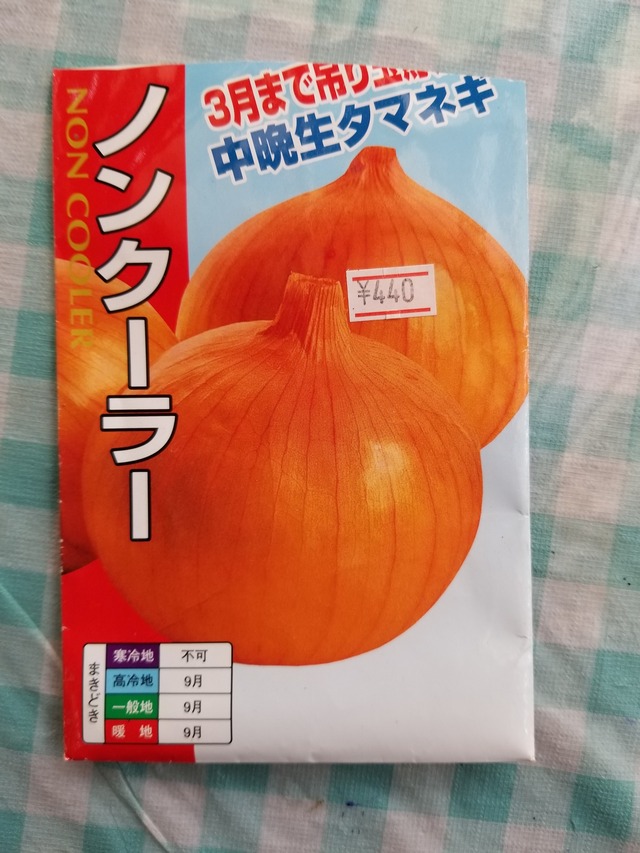 3月まで吊り
中晩生タマネギ
ノンクーラー
NON COOLER
¥440
まきどき
寒冷地 不可
高冷地 9月
一般地 9月
暖 地 9月